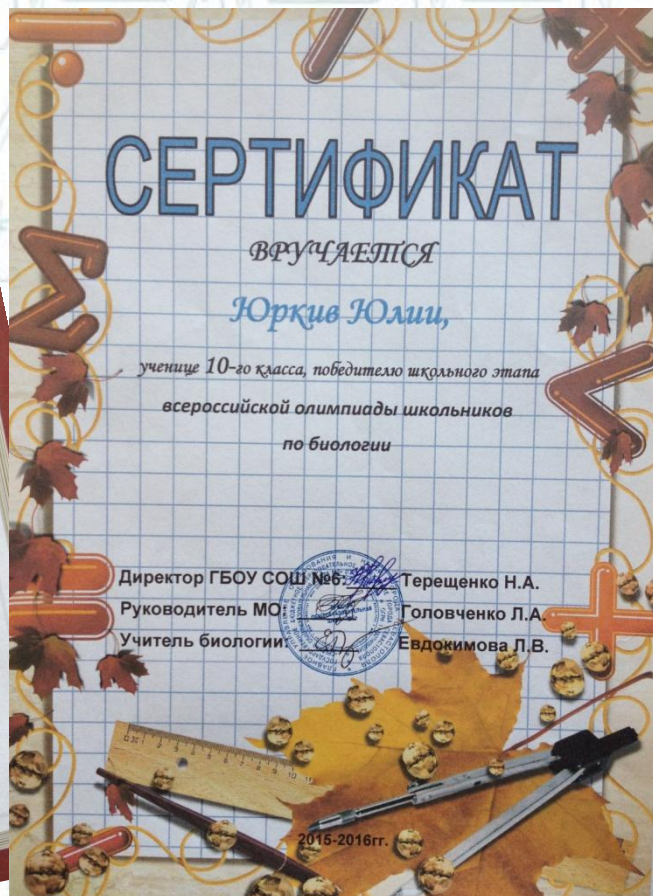 СЕРТИФИКАТ
ВРУЧАЕТСЯ
Юркив Юлии,
ученице 10-го класса, победителю школьного этапа
всероссийской олимпиады школьников
по биологии
Директор ГБОУ СОШ №6: Терещенко Н.А.
Руководитель МО: Головченко Л.А.
Учитель биологии: Евдокимова Л.В.
2015-2016гг.